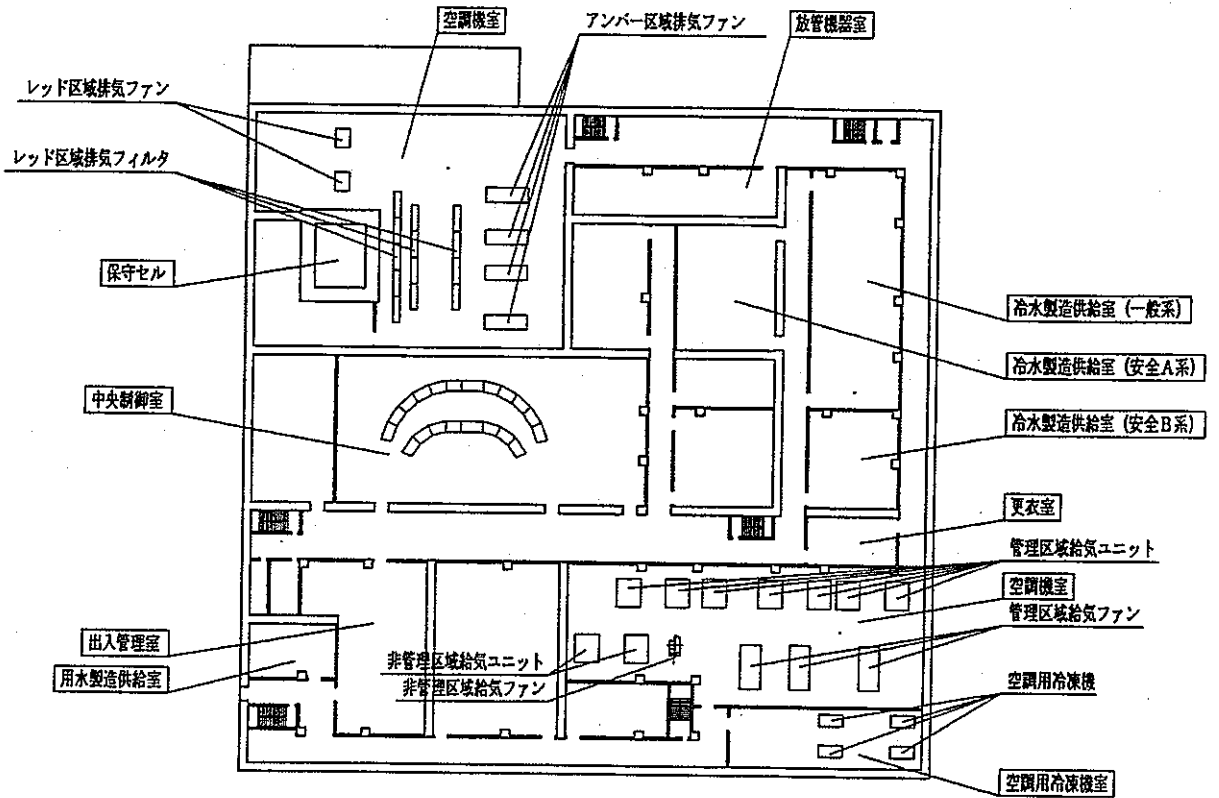 空調機室
アンバー区域排気ファン
放管機器室
レッド区域排気ファン
レッド区域排気フィルタ
保守セル
冷水製造供給室 (一般系)
冷水製造供給室 (安全A系)
中央制御室
冷水製造供給室 (安全B系)
更衣室
管理区域給気ユニット
空調機室
管理区域給気ファン
出入管理室
非管理区域給気ユニット
用水製造供給室
非管理区域給気ファン
空調用冷凍機
空調用冷凍機室